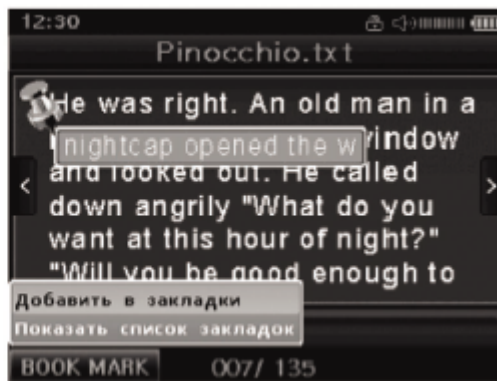 12:30
Pinocchio.txt
He was right. An old man in a
nightcap opened the w indow
and looked out. He called
down angrily "What do you
want at this hour of night?"
"Will you be good enough to
Добавить в закладки
Показать список закладок
BOOK MARK 007/ 135